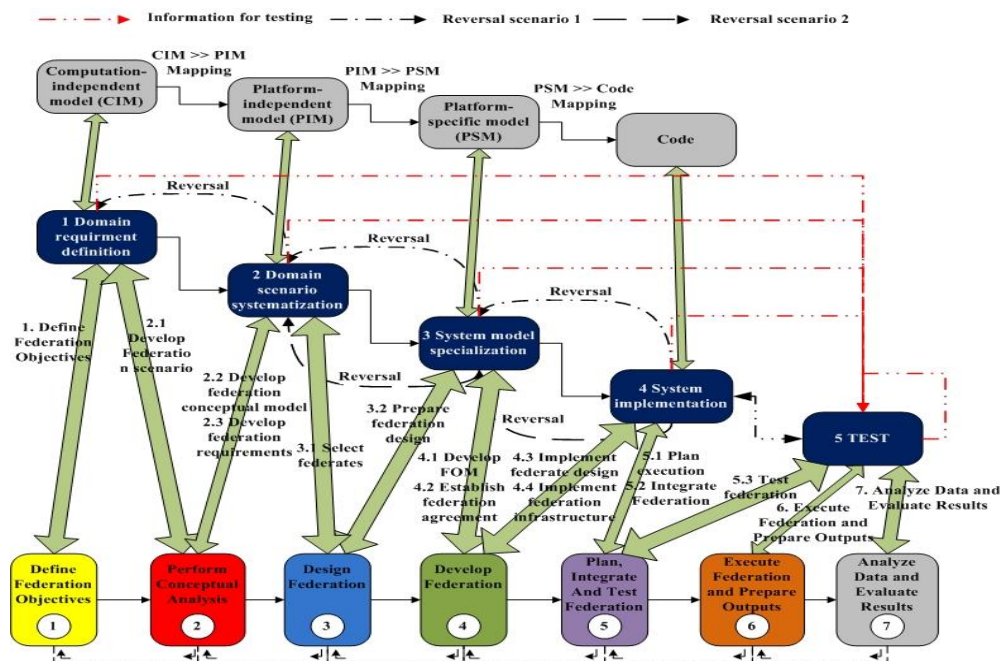 Information for testing
Reversal scenario 1
Reversal scenario 2
CIM >> PIM
Mapping
Computation-
independent
model (CIM)
PIM >> PSM
Mapping
Platform-
independent
model (PIM)
PSM >> Code
Mapping
Platform-
specific model
(PSM)
Code
Reversal
1 Domain
requirment
definition
Reversal
2 Domain
scenario
systematization
Reversal
3 System model
specialization
Reversal
4 System
implementation
Reversal
5 TEST
1. Define
Federation
Objectives
2.1
Develop
Federatio
n scenario
2.2 Develop
federation
conceptual model
2.3 Develop
federation
requirements
3.1 Select
federates
3.2 Prepare
federation
design
4.1 Develop
FOM
4.2 Establish
federation
agreement
4.3 Implement
federate design
4.4 Implement
federation
infrastructure
5.1 Plan
execution
5.2 Integrate
Federation
5.3 Test
federation
6. Execute
Federation and
Prepare Outputs
7. Analyze Data and
Evaluate Results
Define
Federation
Objectives
1
Perform
Conceptual
Analysis
2
Design
Federation
3
Develop
Federation
4
Plan,
Integrate
And Test
Federation
5
Execute
Federation
and Prepare
Outputs
6
Analyze
Data and
Evaluate
Results
7